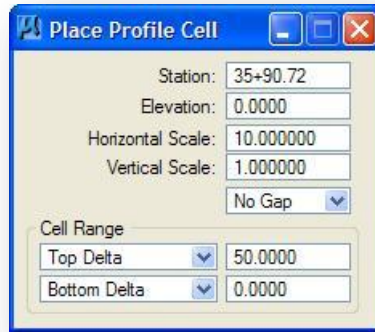 Place Profile Cell
Station: 35+90.72
Elevation: 0.0000
Horizontal Scale: 10.000000
Vertical Scale: 1.000000
No Gap
Cell Range
Top Delta 50.0000
Bottom Delta 0.0000